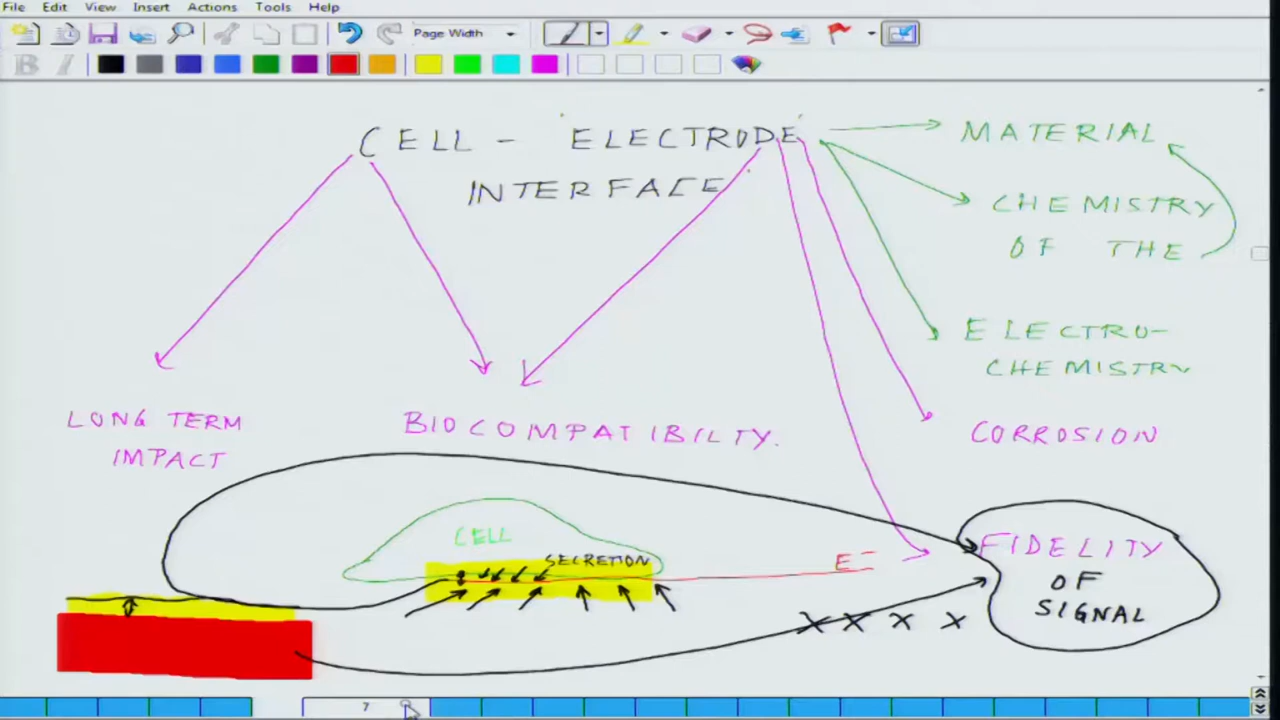 File Edit View Insert Actions Tools Help
Page Width
B I
CELL - ELECTRODE
INTERFACE
MATERIAL
CHEMISTRY
OF THE
ELECTRO-
CHEMISTRY
LONG TERM
IMPACT
BIOCOMPATIBILTY.
CORROSION
CELL
SECRETION
E
FIDELITY
OF
SIGNAL
X X X X
7